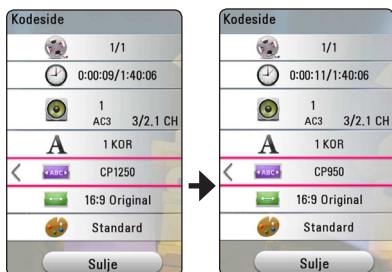 Kodeside
1/1
0:00:09/1:40:06
1
AC3 3/2.1 CH
A 1 KOR
ABC CP1250
16:9 Original
Standard
Sulje
Kodeside
1/1
0:00:11/1:40:06
1
AC3 3/2.1 CH
A 1 KOR
ABC CP950
16:9 Original
Standard
Sulje